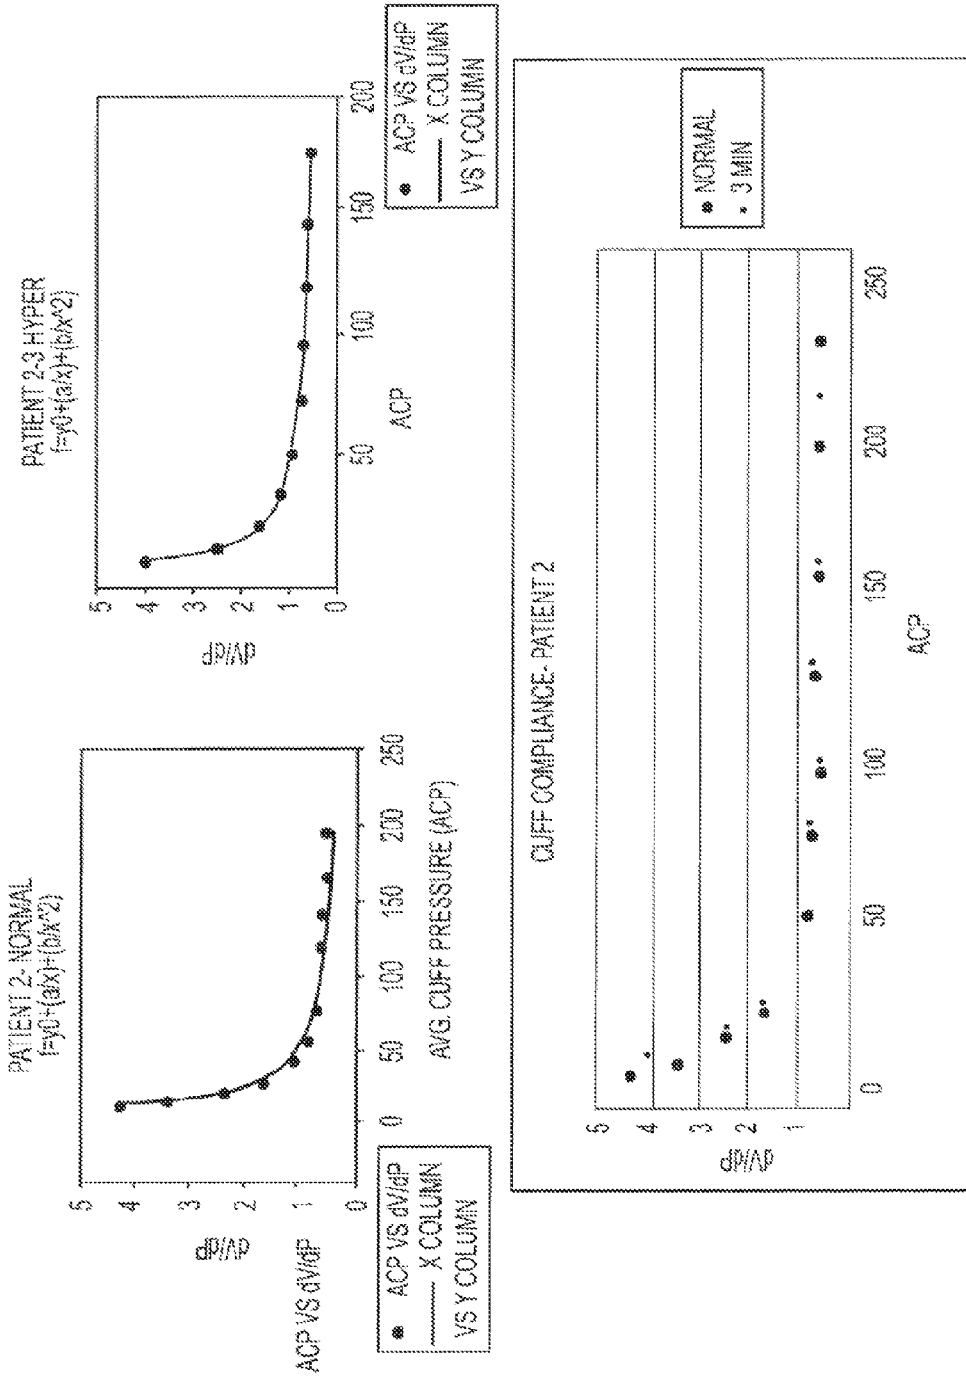 PATIENT 2- NORMAL
f=y0+(a/x)+(b/x^2)
5
4
3
2
1
0
dV/dP
0
50
100
150
200
250
AVG. CUFF PRESSURE (ACP)
ACP VS dV/dP
ACP VS dV/dP
X COLUMN
VS Y COLUMN
PATIENT 2-3 HYPER
f=y0+(a/x)+(b/x^2)
5
4
3
2
1
0
dV/dP
50
100
150
200
ACP
ACP VS dV/dP
X COLUMN
VS Y COLUMN
CUFF COMPLIANCE- PATIENT 2
5
4
3
2
1
dV/dP
0
50
100
150
200
250
ACP
NORMAL
3 MIN